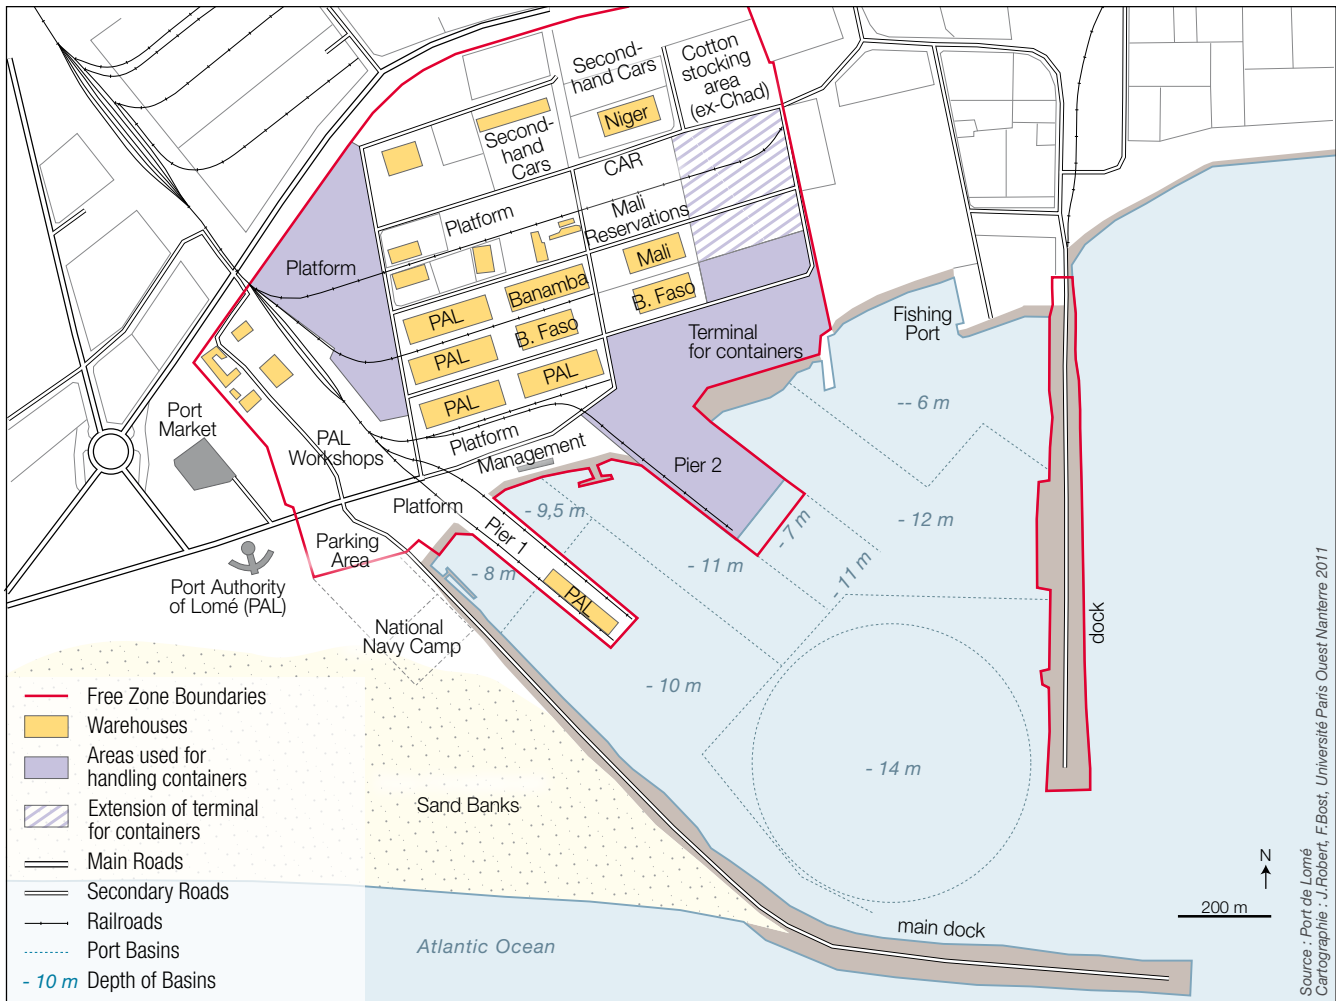 Second-
hand Cars
Cotton
stocking
area
(ex-Chad)
Niger
Second-
hand
Cars
CAR
Platform
Mali
Reservations
Platform
Mali
Banamba
B. Faso
PAL
B. Faso
PAL
Terminal
for containers
Fishing
Port
PAL
PAL
-- 6 m
Port
Market
PAL
Workshops
Platform
Management
Pier 2
Platform
- 9,5 m
- 7 m
- 12 m
Pier 1
Parking
Area
- 8 m
- 11 m
- 11 m
PAL
Port Authority
of Lomé (PAL)
National
Navy Camp
dock
- 10 m
- 14 m
Sand Banks
main dock
Atlantic Ocean
Free Zone Boundaries
Warehouses
Areas used for
handling containers
Extension of terminal
for containers
Main Roads
Secondary Roads
Railroads
Port Basins
- 10 m Depth of Basins
N
200 m
Source : Port de Lomé
Cartographie : J.Robert, F.Bost, Université Paris Ouest Nanterre 2011